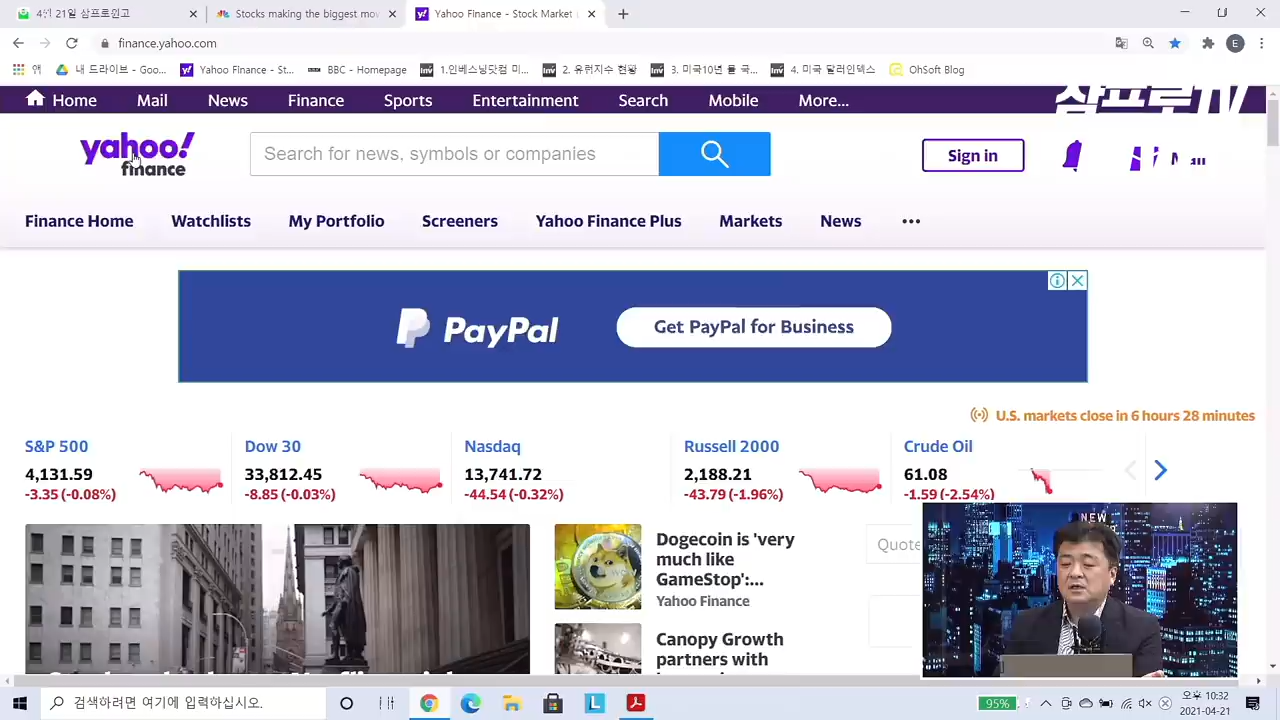 4월 21일 삼프로원고
Stocks making the biggest mov
Yahoo Finance - Stock Market
finance.yahoo.com
E
앱
내 드라이브 - Goo...
Yahoo Finance - St...
BBC - Homepage
1.인베스닝닷컴 미...
2. 유런지수 현황
3. 미국10년 물 국...
4. 미국 달러인덱스
OhSoft Blog
Home
Mail
News
Finance
Sports
Entertainment
Search
Mobile
More...
삼프로TV
yahoo!
finance
Search for news, symbols or companies
Sign in
Finance Home
Watchlists
My Portfolio
Screeners
Yahoo Finance Plus
Markets
News
PayPal
Get PayPal for Business
U.S. markets close in 6 hours 28 minutes
S&P 500
4,131.59
-3.35 (-0.08%)
Dow 30
33,812.45
-8.85 (-0.03%)
Nasdaq
13,741.72
-44.54 (-0.32%)
Russell 2000
2,188.21
-43.79 (-1.96%)
Crude Oil
61.08
-1.59 (-2.54%)
Dogecoin is 'very
much like
GameStop':...
Yahoo Finance
Canopy Growth
partners with
Quote
NEW
검색하려면 여기에 입력하십시오.
95%
오후 10:32
2021-04-21